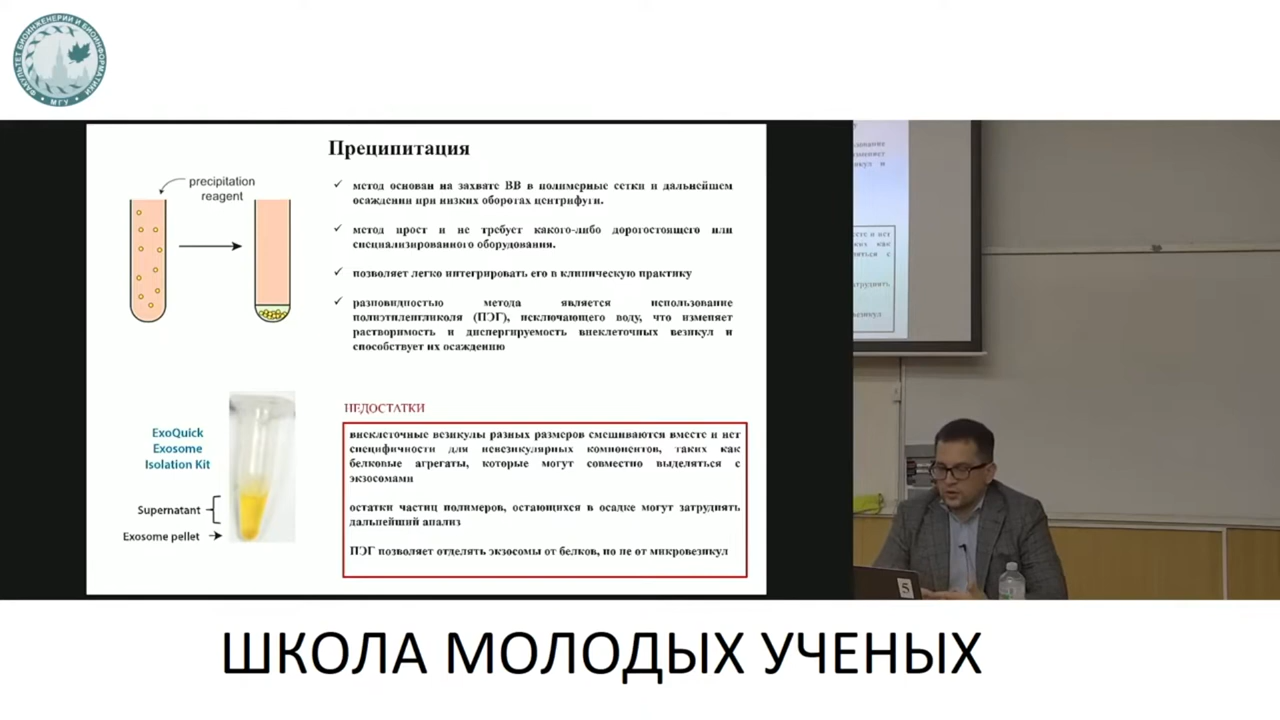 ФАКУЛЬТЕТ БИОИНЖЕНЕРИИ И БИОИНФОРМАТИКИ
МГУ
Преципитация
precipitation
reagent
✓ метод основан на захвате ВВ в полимерные сетки и дальнейшем
осаждении при низких оборотах центрифуги.
✓ метод прост и не требует какого-либо дорогостоящего или
специализированного оборудования.
✓ позволяет легко интегрировать его в клиническую практику
✓ разновидностью метода является использование
полиэтиленгликоля (ПЭГ), исключающего воду, что изменяет
растворимость и диспергируемость внеклеточных везикул и
способствует их осаждению
НЕДОСТАТКИ
внеклеточные везикулы разных размеров смешиваются вместе и нет
специфичности для невезикулярных компонентов, таких как
белковые агрегаты, которые могут совместно выделяться с
экзосомами
остатки частиц полимеров, остающихся в осадке могут затруднять
дальнейший анализ
ПЭГ позволяет отделять экзосомы от белков, но не от микровезикул
ExoQuick
Exosome
Isolation Kit
Supernatant
Exosome pellet
5
ШКОЛА МОЛОДЫХ УЧЕНЫХ